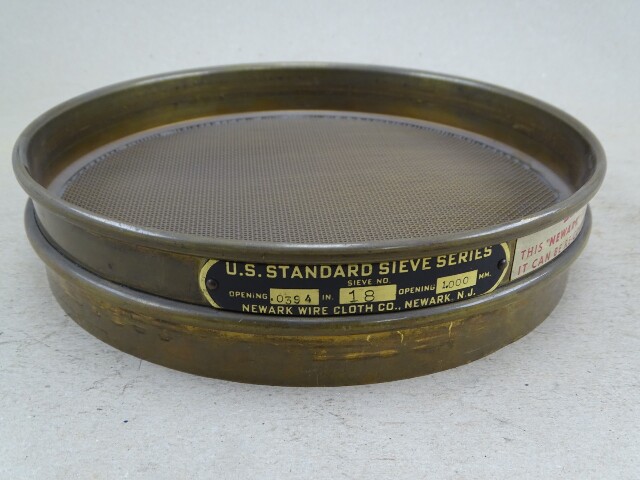 U.S. STANDARD SIEVE SERIES
SIEVE NO.
OPENING .0394 IN. 18 OPENING 1.000 MM.
NEWARK WIRE CLOTH CO., NEWARK, N.J.
THIS "NEWARK
IT CAN BE